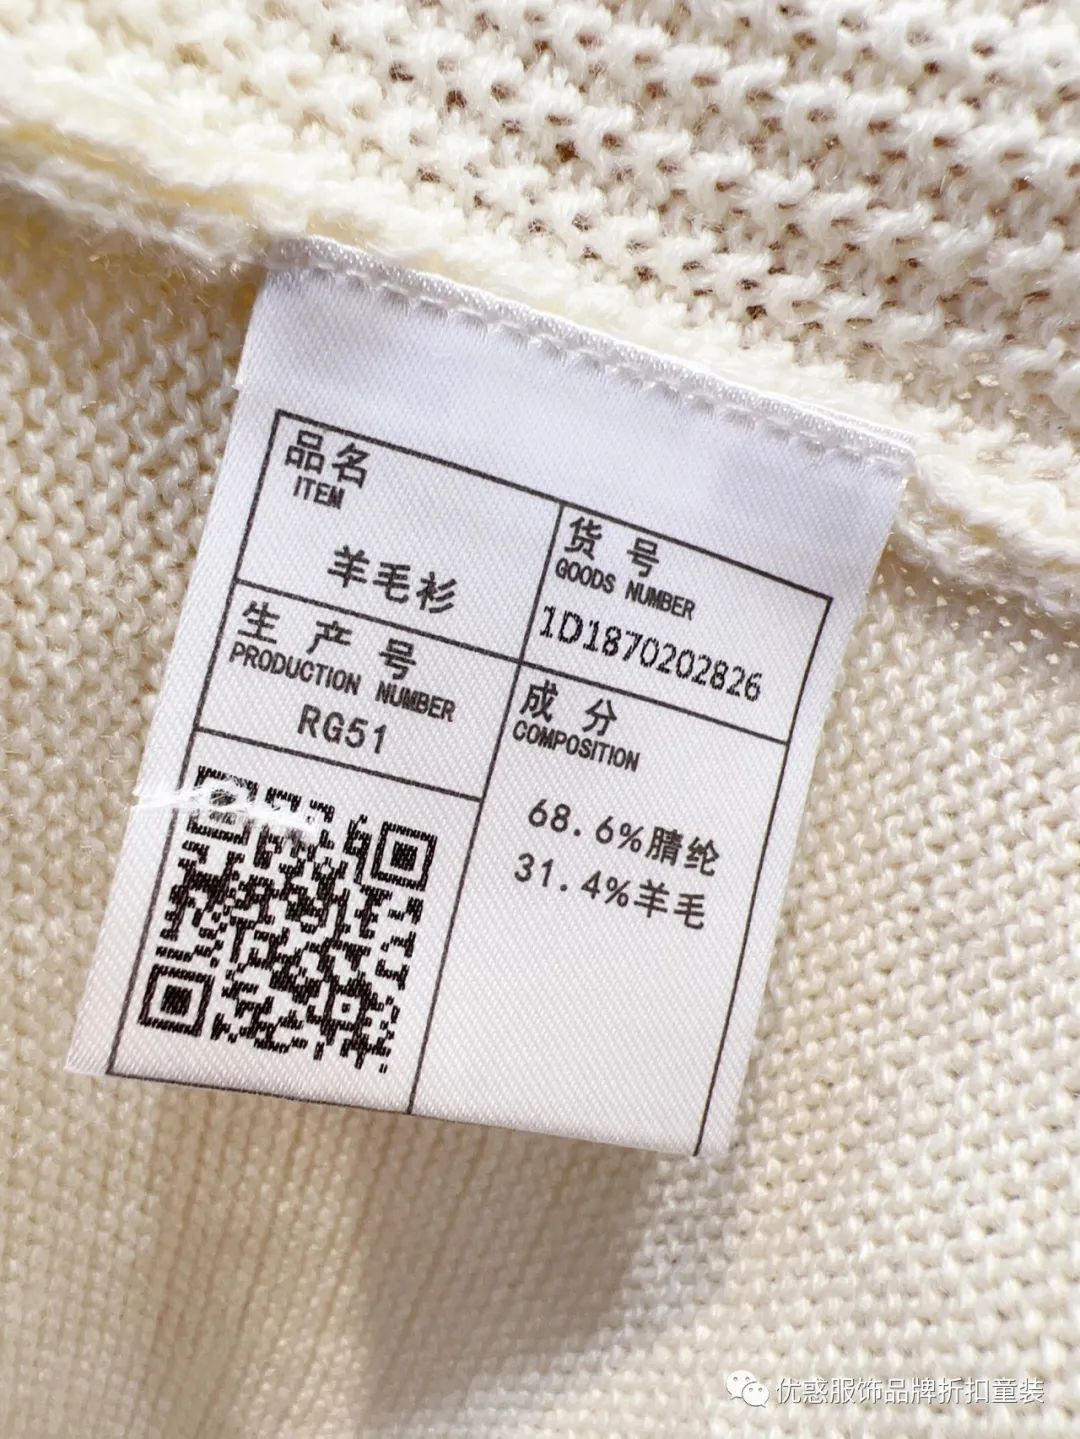 品名
ITEM
羊毛衫
货 号
GOODS NUMBER
1D1870202826
生 产 号
PRODUCTION NUMBER
RG51
成 分
COMPOSITION
68.6%腈纶
31.4%羊毛
优惑服饰品牌折扣童装